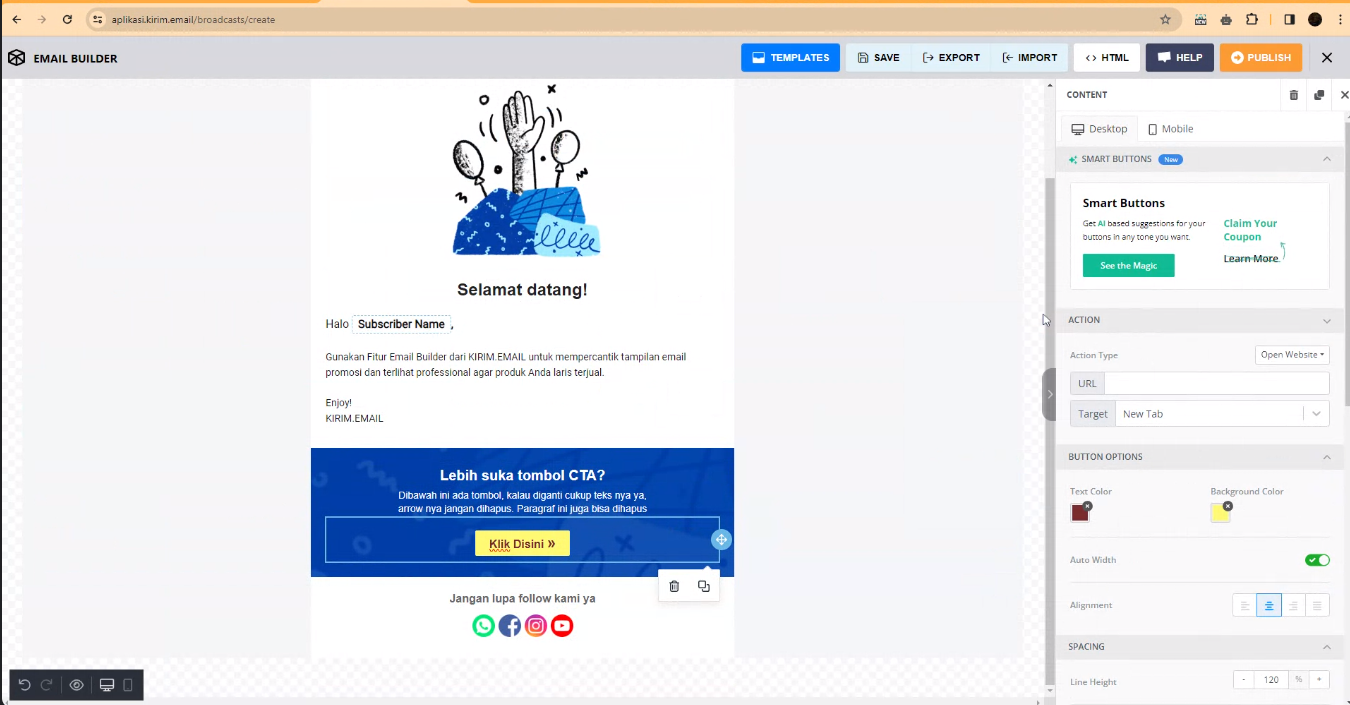 aplikasi.kirim.email/broadcasts/create
EMAIL BUILDER
TEMPLATES
SAVE
EXPORT
IMPORT
<> HTML
HELP
PUBLISH
Selamat datang!
Halo Subscriber Name ,
Gunakan Fitur Email Builder dari KIRIM.EMAIL untuk mempercantik tampilan email
promosi dan terlihat professional agar produk Anda laris terjual.
Enjoy!
KIRIM.EMAIL
Lebih suka tombol CTA?
Dibawah ini ada tombol, kalau diganti cukup teks nya ya,
arrow nya jangan dihapus. Paragraf ini juga bisa dihapus
Klik Disini »
Jangan lupa follow kami ya
CONTENT
Desktop
Mobile
SMART BUTTONS New
Smart Buttons
Get AI based suggestions for your
buttons in any tone you want.
See the Magic
Claim Your
Coupon
Learn More
ACTION
Action Type
Open Website
URL
Target
New Tab
BUTTON OPTIONS
Text Color
Background Color
Auto Width
Alignment
SPACING
Line Height
- 120 % +